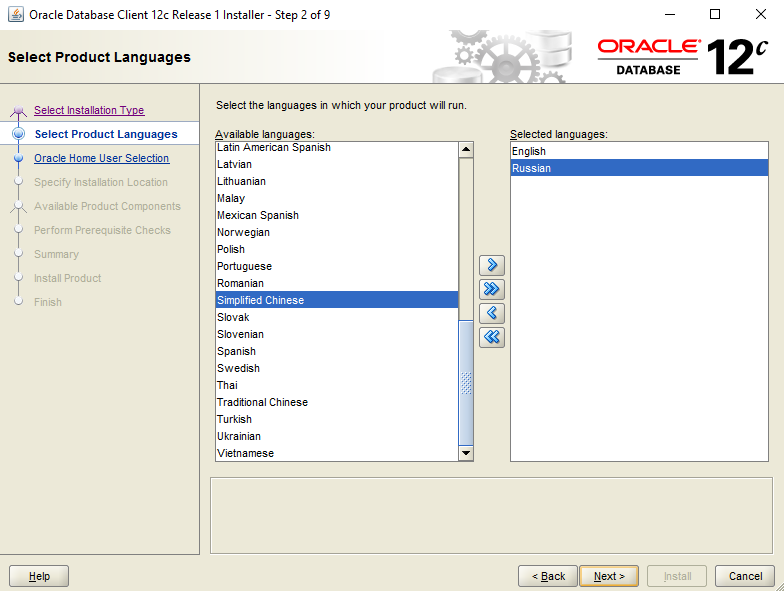 Oracle Database Client 12c Release 1 Installer - Step 2 of 9
Select Product Languages
ORACLE®
DATABASE
12c
Select Installation Type
Select Product Languages
Oracle Home User Selection
Specify Installation Location
Available Product Components
Perform Prerequisite Checks
Summary
Install Product
Finish
Select the languages in which your product will run.
Available languages:
Latin American Spanish
Latvian
Lithuanian
Malay
Mexican Spanish
Norwegian
Polish
Portuguese
Romanian
Simplified Chinese
Slovak
Slovenian
Spanish
Swedish
Thai
Traditional Chinese
Turkish
Ukrainian
Vietnamese
Selected languages:
English
Russian
Help
< Back
Next >
Install
Cancel